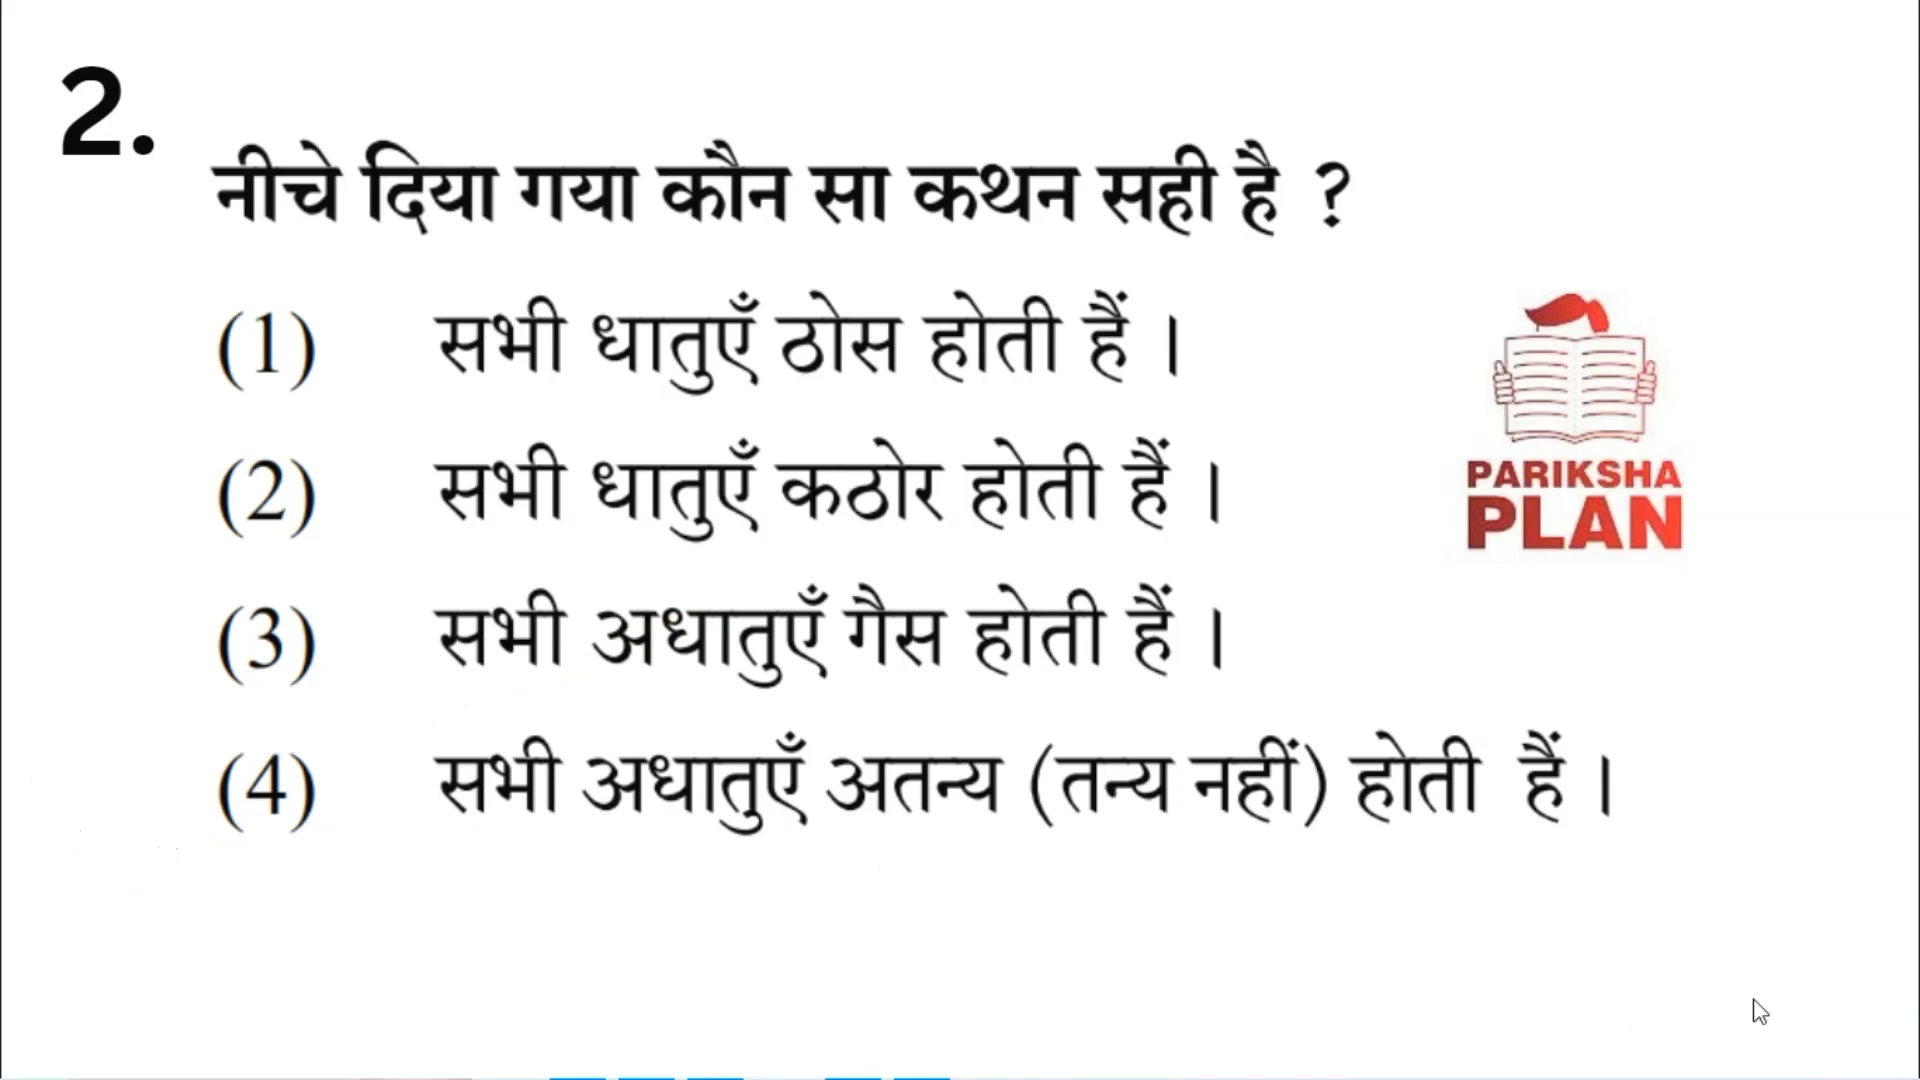 2.
नीचे दिया गया कौन सा कथन सही है ?
(1) सभी धातुएँ ठोस होती हैं ।
(2) सभी धातुएँ कठोर होती हैं ।
(3) सभी अधातुएँ गैस होती हैं ।
(4) सभी अधातुएँ अतन्य (तन्य नहीं) होती हैं ।
PARIKSHA
PLAN